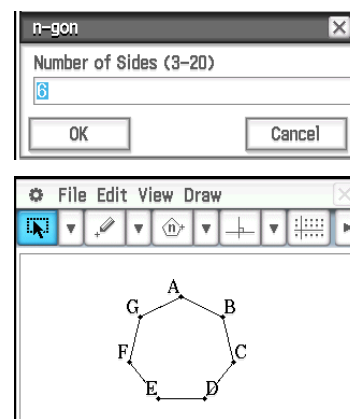 n-gon
Number of Sides (3-20)
6
OK Cancel
File Edit View Draw
n
A
G B
F C
E D